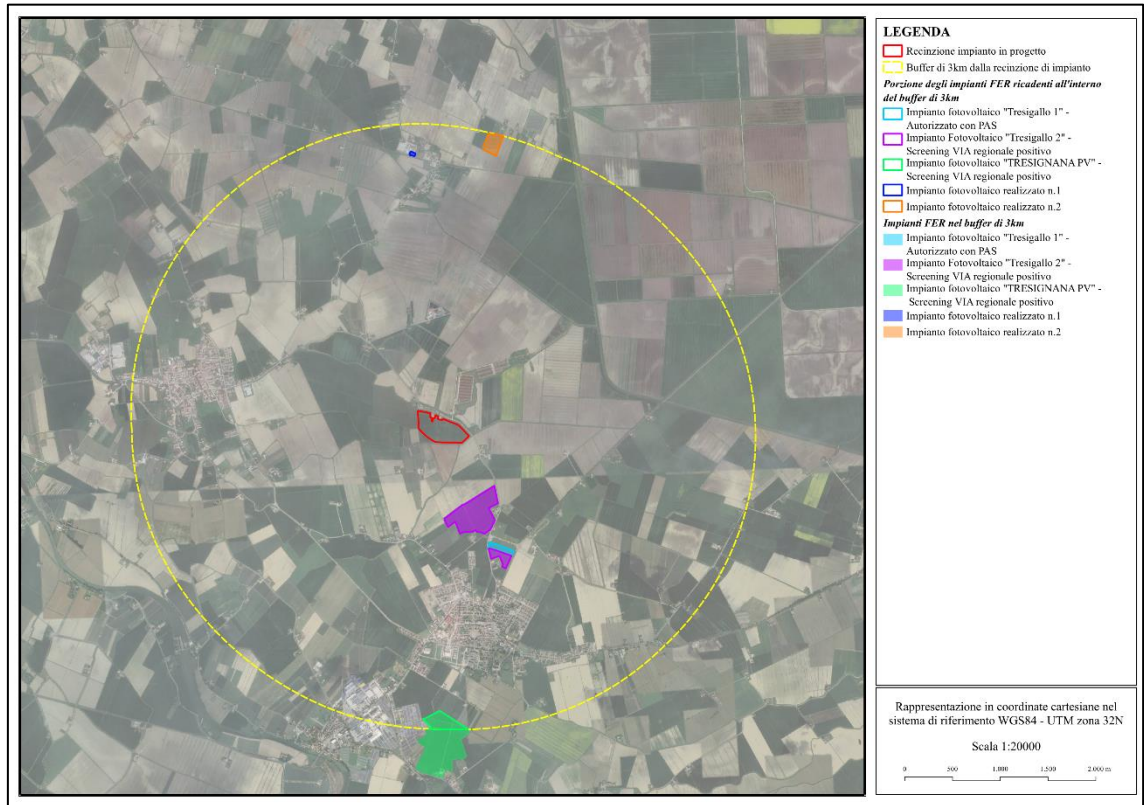 LEGENDA
Recinzione impianto in progetto
Buffer di 3km dalla recinzione di impianto
Porzione degli impianti FER ricadenti all'interno
del buffer di 3km
Impianto fotovoltaico "Tresigallo 1" -
Autorizzato con PAS
Impianto Fotovoltaico "Tresigallo 2" -
Screening VIA regionale positivo
Impianto fotovoltaico "TRESIGNANA PV" -
Screening VIA regionale positivo
Impianto fotovoltaico realizzato n.1
Impianto fotovoltaico realizzato n.2
Impianti FER nel buffer di 3km
Impianto fotovoltaico "Tresigallo 1" -
Autorizzato con PAS
Impianto Fotovoltaico "Tresigallo 2" -
Screening VIA regionale positivo
Impianto fotovoltaico "TRESIGNANA PV" -
Screening VIA regionale positivo
Impianto fotovoltaico realizzato n.1
Impianto fotovoltaico realizzato n.2
Rappresentazione in coordinate cartesiane nel
sistema di riferimento WGS84 - UTM zona 32N
Scala 1:20000
0 500 1.000 1.500 2.000 m